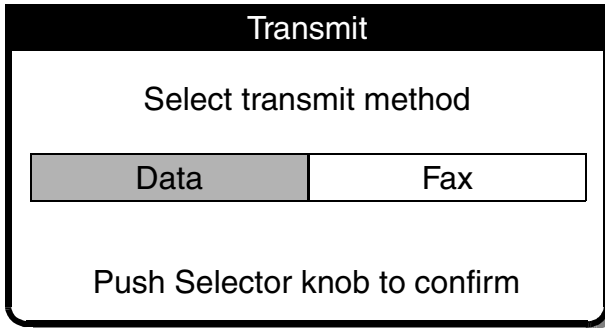 Transmit
Select transmit method
Data Fax
Push Selector knob to confirm